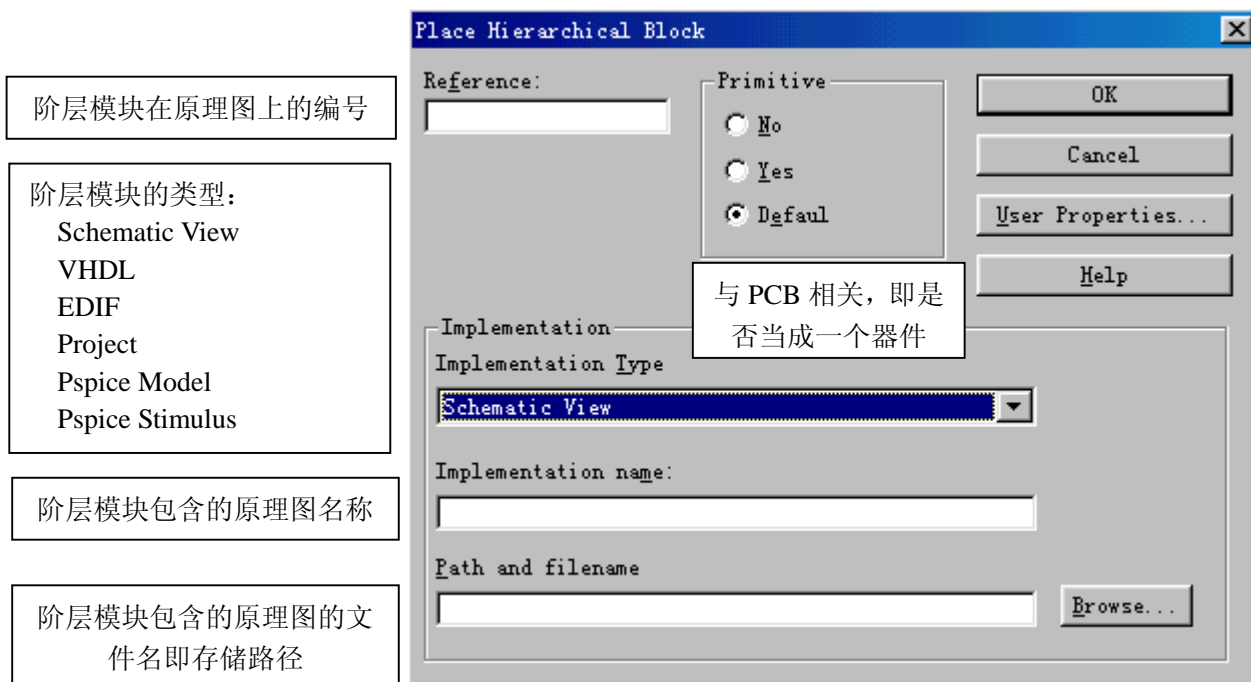 Place Hierarchical Block
阶层模块在原理图上的编号
Reference:
Primitive
No
Yes
Defaul
OK
Cancel
User Properties...
Help
阶层模块的类型：
Schematic View
VHDL
EDIF
Project
Pspice Model
Pspice Stimulus
与 PCB 相关，即是
否当成一个器件
Implementation
Implementation Type
Schematic View
阶层模块包含的原理图名称
Implementation name:
阶层模块包含的原理图的文
件名即存储路径
Path and filename
Browse...